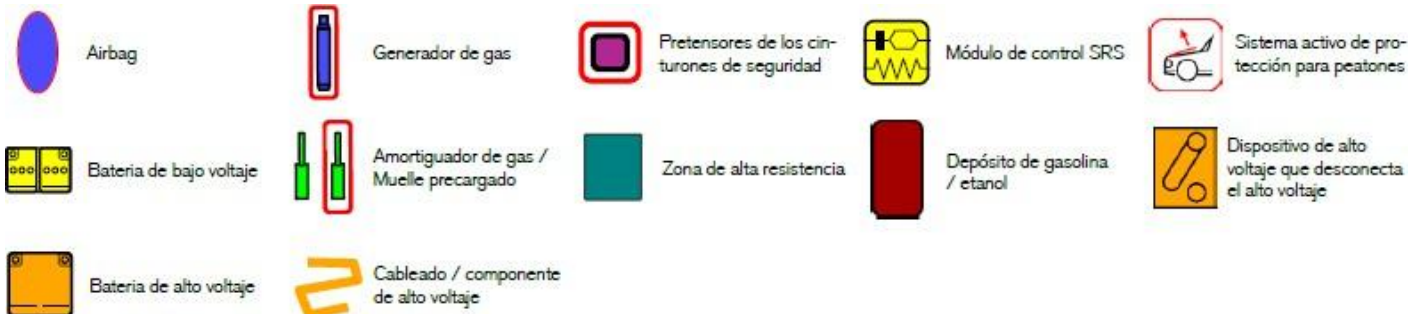 Airbag
Generador de gas
Pretensores de los cin-
turones de seguridad
Módulo de control SRS
Sistema activo de pro-
tección para peatones
Bateria de bajo voltaje
Amortiguador de gas /
Muelle precargado
Zona de alta resistencia
Depósito de gasolina
/ etanol
Dispositivo de alto
voltaje que desconecta
el alto voltaje
Bateria de alto voltaje
Cableado / componente
de alto voltaje